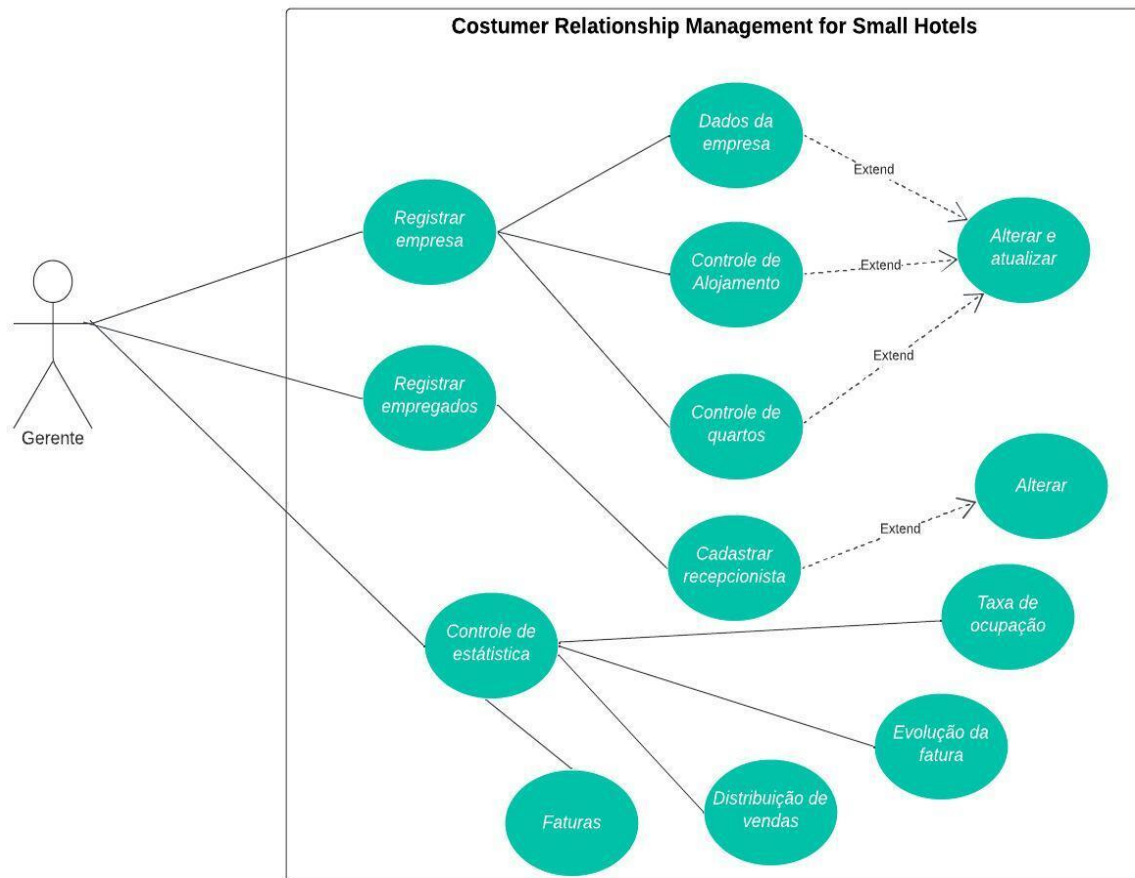 Costumer Relationship Management for Small Hotels
Dados da
empresa
Extend
Registrar
empresa
Alterar e
atualizar
Controle de
Alojamento
Extend
Extend
Registrar
empregados
Controle de
quartos
Gerente
Alterar
Extend
Cadastrar
recepcionista
Taxa de
ocupação
Controle de
estátistica
Evolução da
fatura
Distribuição de
vendas
Faturas